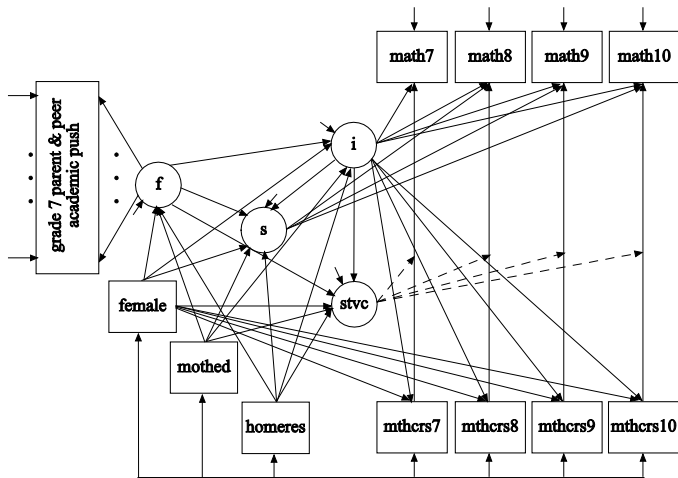 math7
math8
math9
math10
grade 7 parent & peer
academic push
f
i
s
stvc
female
mothed
homeres
mthcrs7
mthcrs8
mthcrs9
mthcrs10